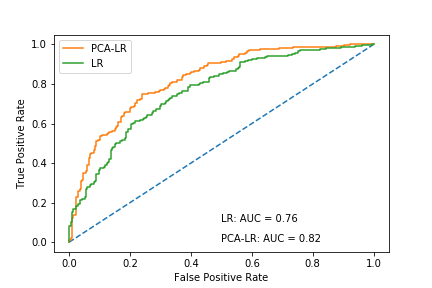 PCA-LR
LR
1.0
0.8
0.6
0.4
0.2
0.0
True Positive Rate
LR: AUC = 0.76
PCA-LR: AUC = 0.82
0.0 0.2 0.4 0.6 0.8 1.0
False Positive Rate